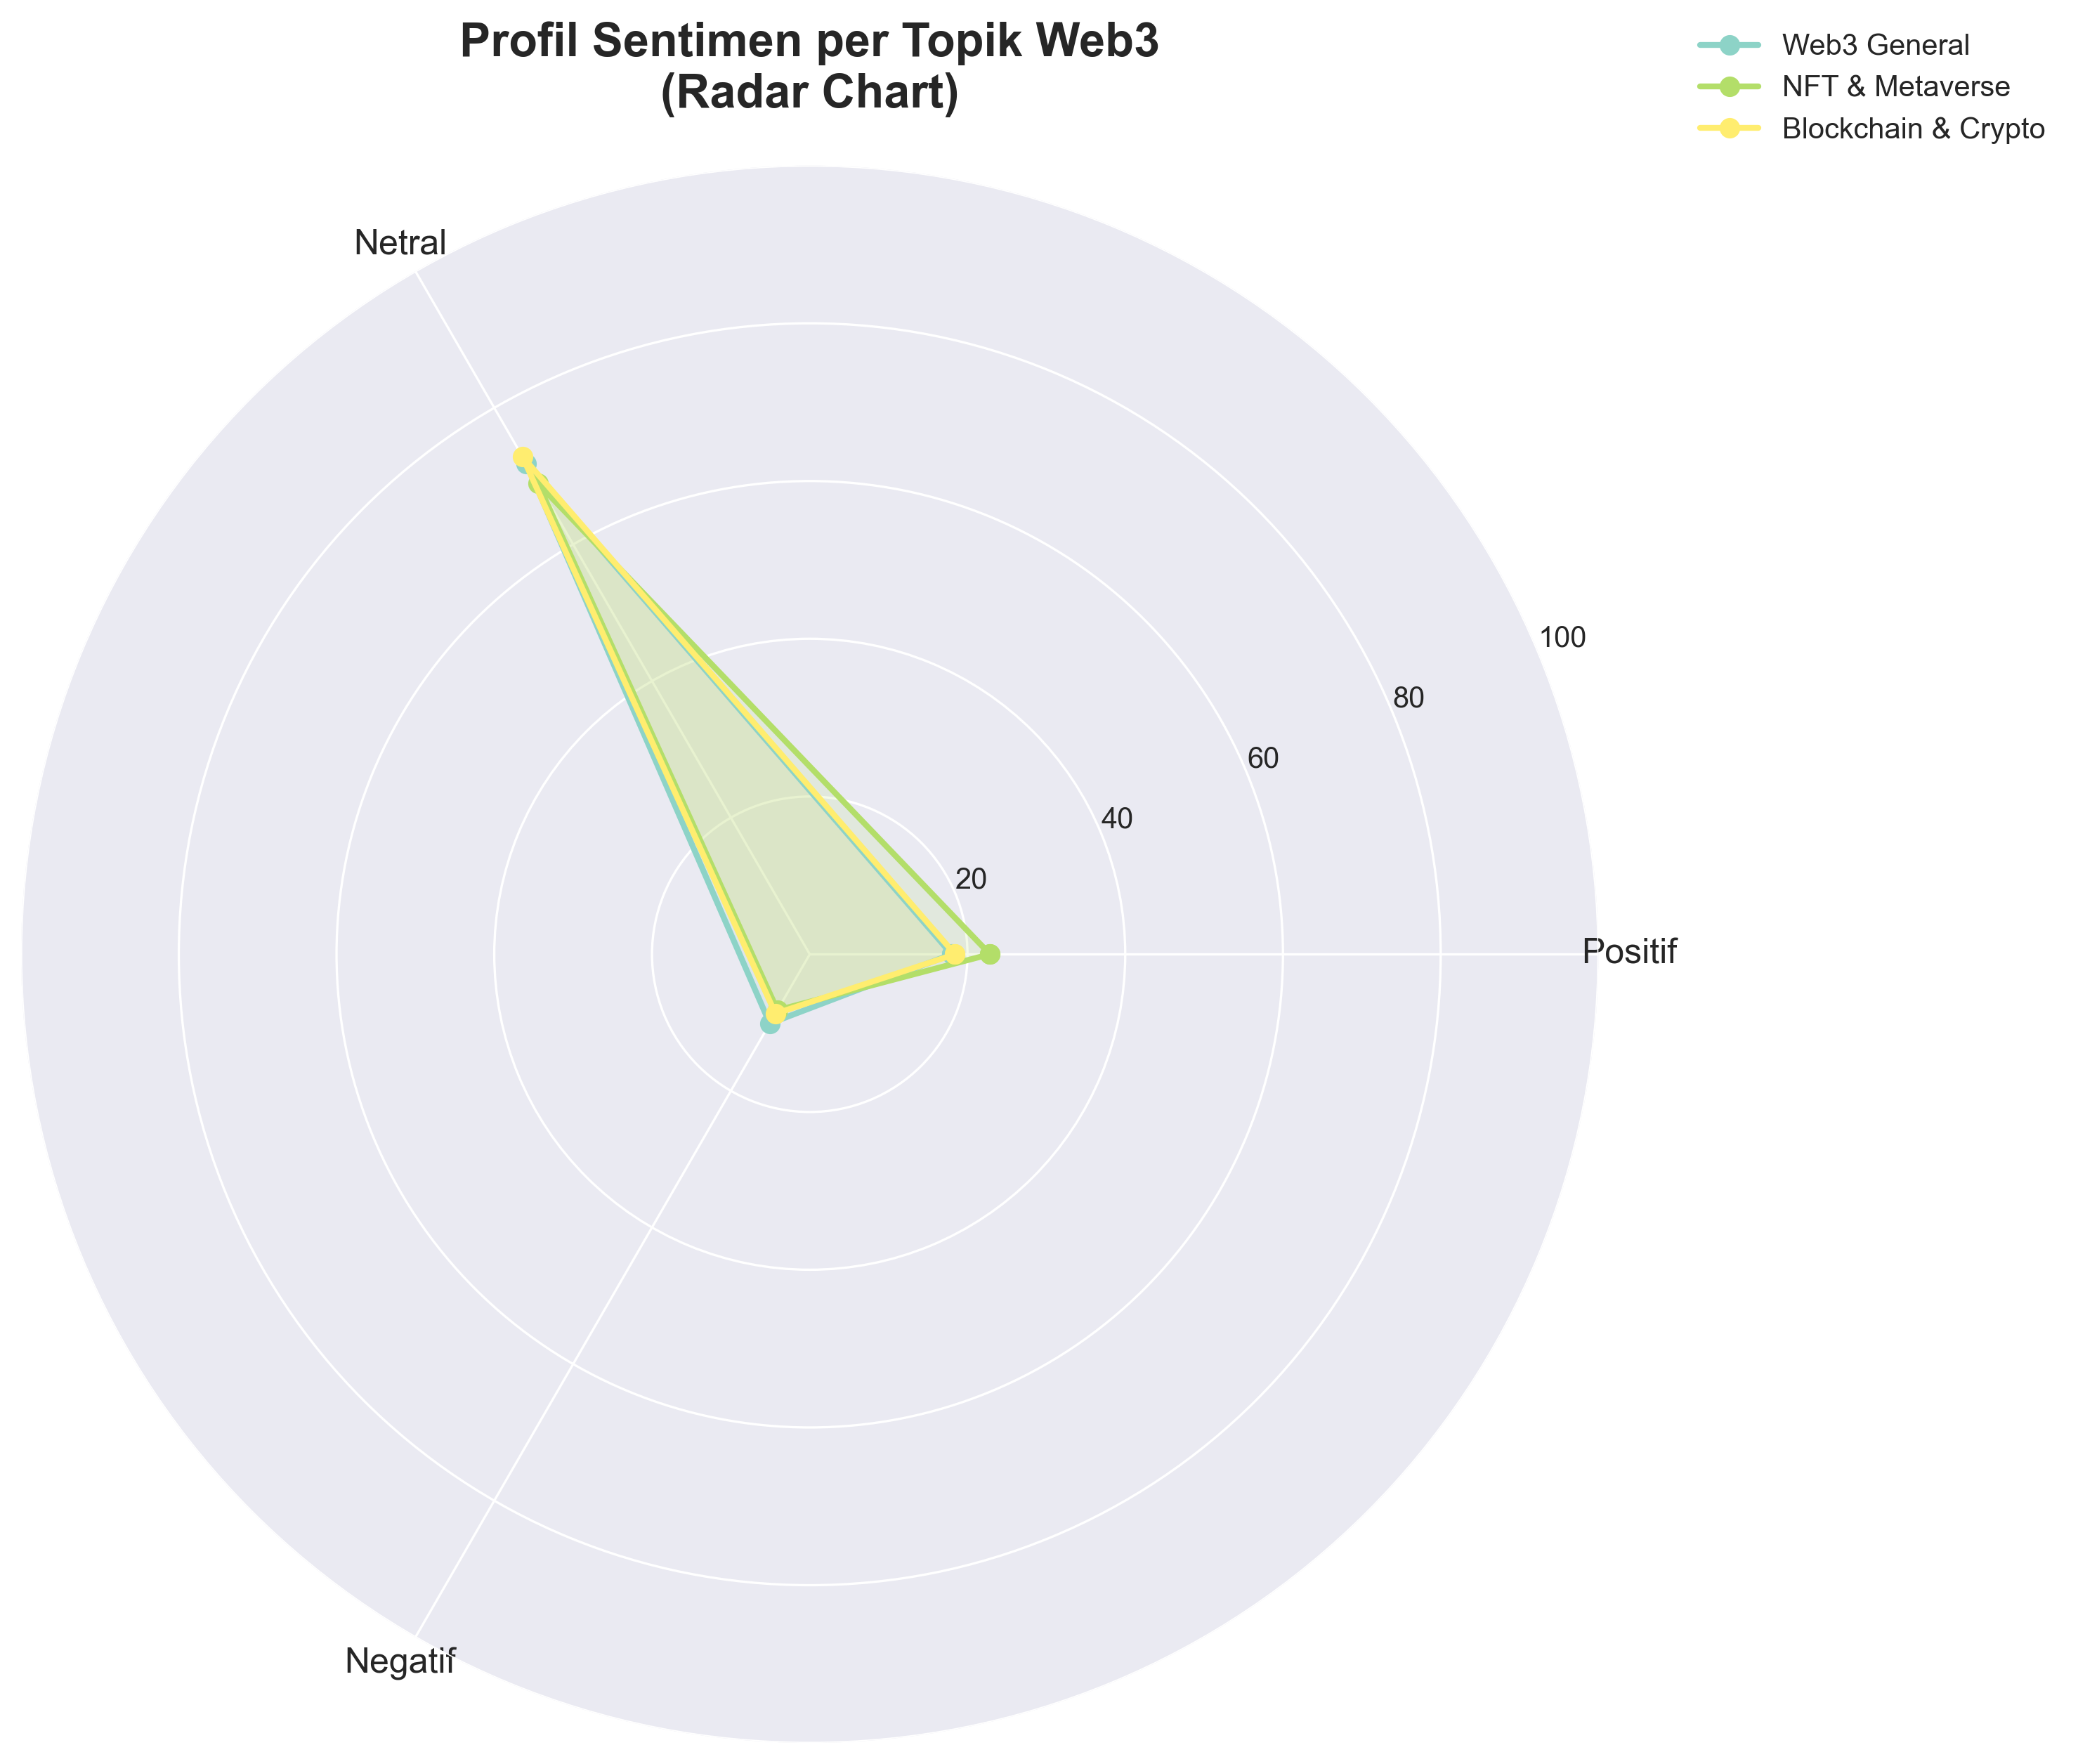 Profil Sentimen per Topik Web3
(Radar Chart)
Web3 General
NFT & Metaverse
Blockchain & Crypto
Netral
100
80
60
40
20
Positif
Negatif